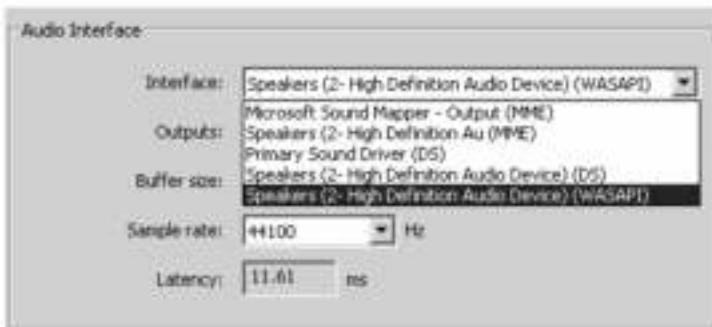 Audio Interface
Interface: Speakers (2- High Definition Audio Device) (WASAPI)
Microsoft Sound Mapper - Output (MME)
Outputs: Speakers (2- High Definition Au (MME)
Primary Sound Driver (DS)
Buffer size: Speakers (2- High Definition Audio Device) (DS)
Speakers (2- High Definition Audio Device) (WASAPI)
Sample rate: 44100 Hz
Latency: 11.61 ms